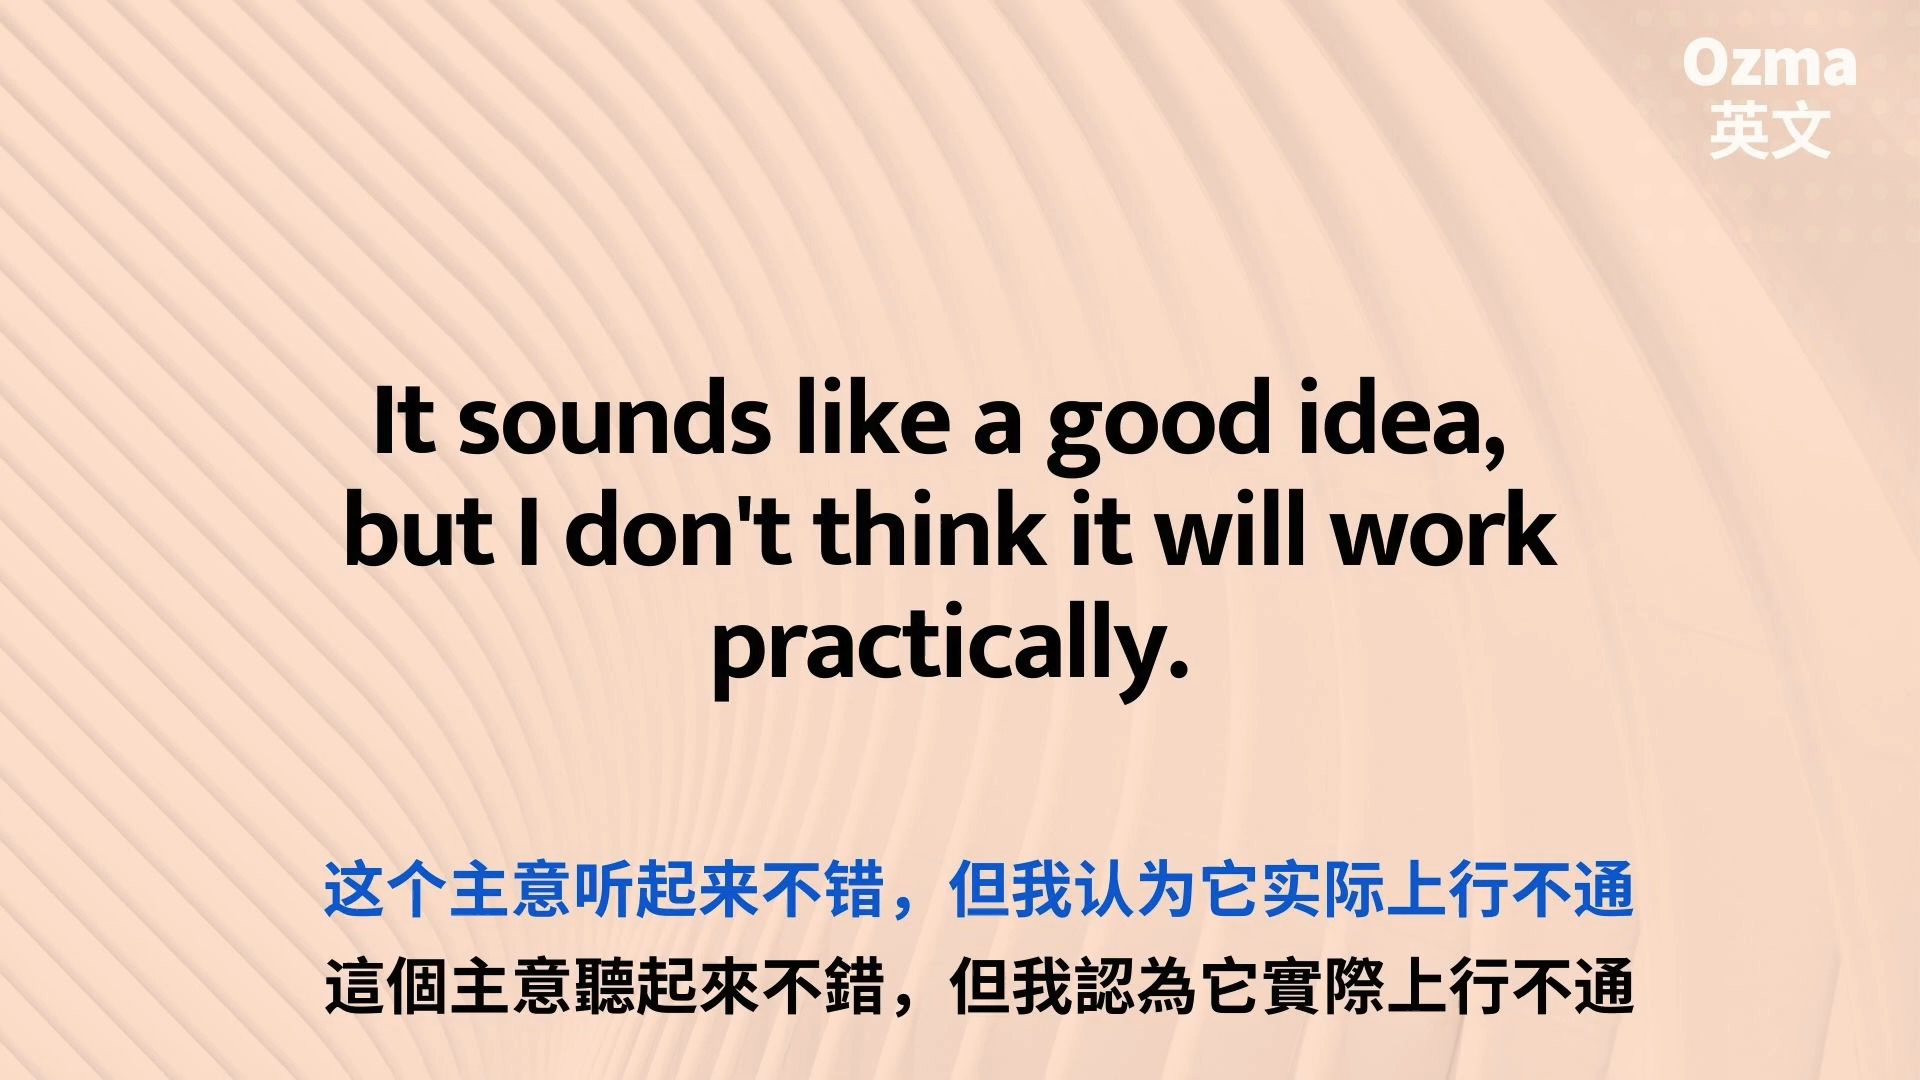 Ozma
英文
It sounds like a good idea,
but I don't think it will work
practically.
这个主意听起来不错，但我认为它实际上行不通
這個主意聽起來不錯，但我認為它實際上行不通